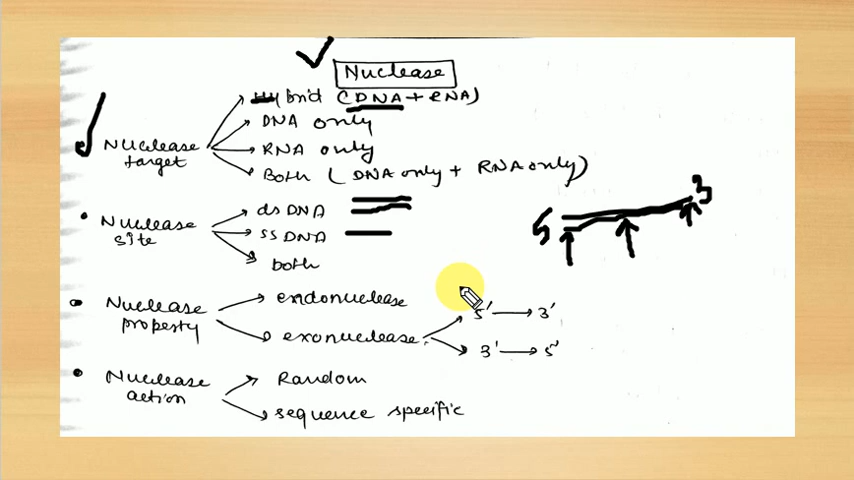 Nuclease
Hybrid (DNA + RNA)
DNA only
Nuclease target
RNA only
Both (DNA only + RNA only)
ds DNA
Nuclease site
ss DNA
both
5 3
Nuclease property
endonuclease
exonuclease
5' → 3'
3' → 5'
Nuclease action
Random
sequence specific